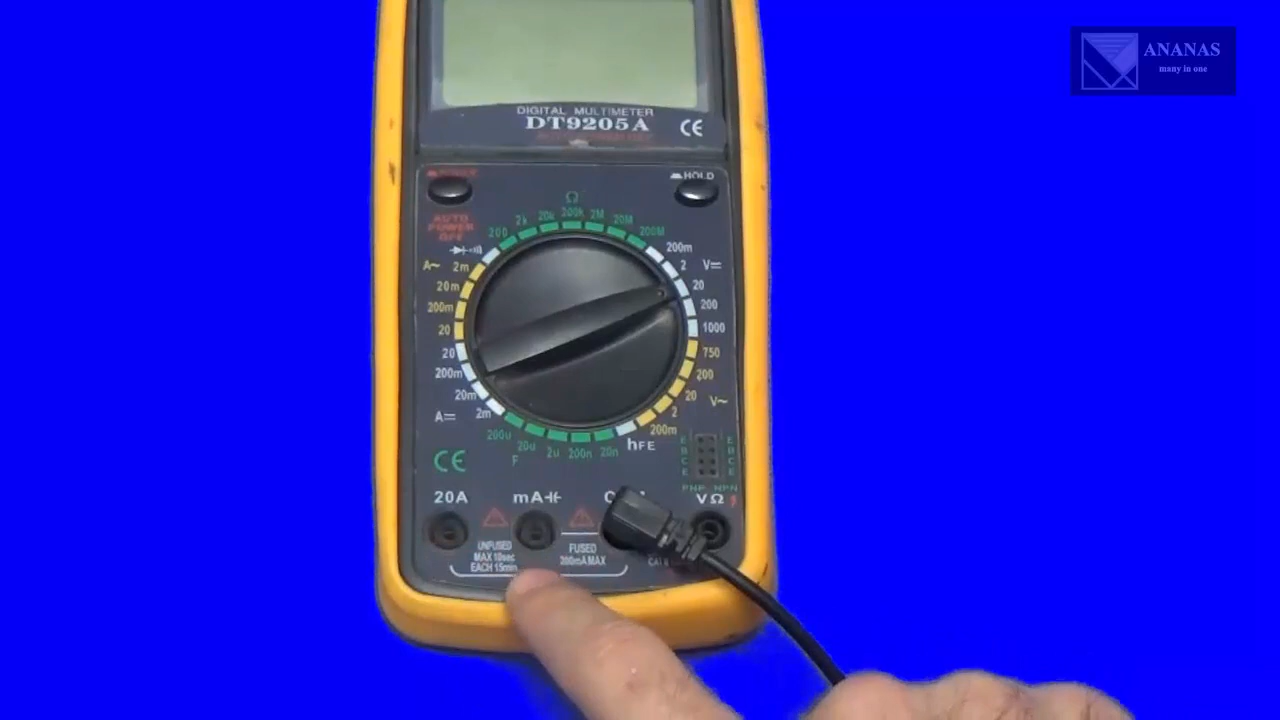 ANANAS
many in one
DIGITAL MULTIMETER
DT9205A
CE
HOLD
AUTO
POWER
OFF
Ω
200 2k 20k 200k 2M 20M 200M
A~
2m
20m
200m
20
20
200m
20m
2m
A⎓
200m
2
V⎓
20
200
1000
750
200
20
V~
2
200m
hFE
200u 20u 2u 200n 20n
F
CE
E
B
C
E
E
B
C
E
PNP NPN
20A
mA
VΩ
UNFUSED
MAX 10sec
EACH 15min
FUSED
200mA MAX